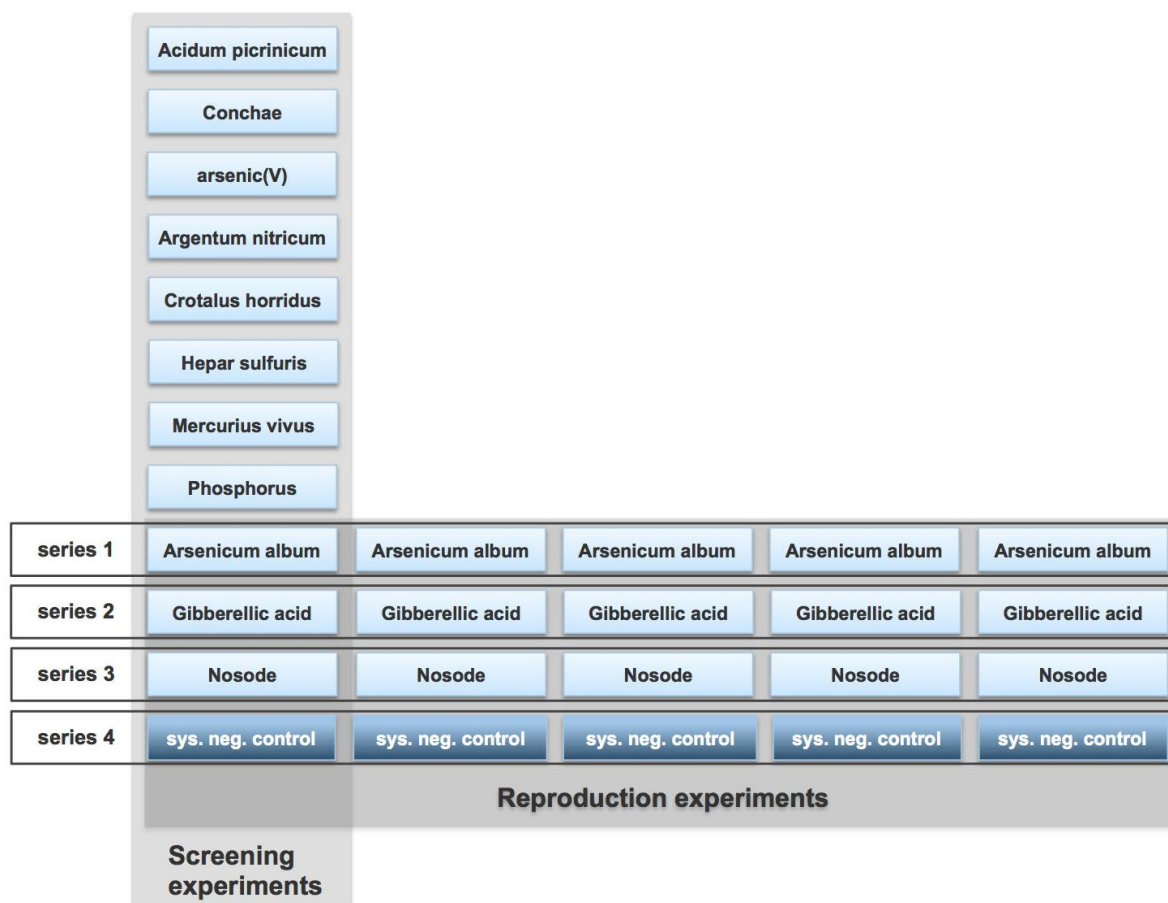 Acidum picrinicum
Conchae
arsenic(V)
Argentum nitricum
Crotalus horridus
Hepar sulfuris
Mercurius vivus
Phosphorus
series 1 Arsenicum album Arsenicum album Arsenicum album Arsenicum album Arsenicum album
series 2 Gibberellic acid Gibberellic acid Gibberellic acid Gibberellic acid Gibberellic acid
series 3 Nosode Nosode Nosode Nosode Nosode
series 4 sys. neg. control sys. neg. control sys. neg. control sys. neg. control sys. neg. control
Reproduction experiments
Screening
experiments